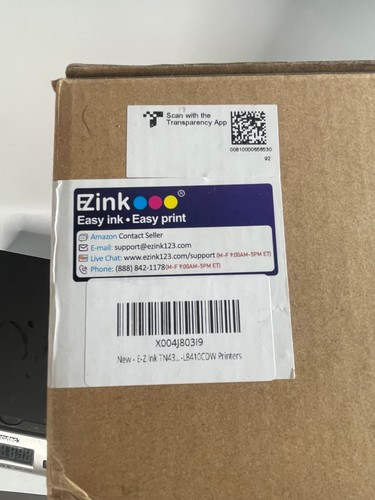 Scan with the
Transparency App
00810000656530
92
EZink®
Easy ink • Easy print
Amazon Contact Seller
E-mail: support@ezink123.com
Live Chat: www.ezink123.com/support (M-F 9:00AM-5PM ET)
Phone: (888) 842-1178(M-F 9:00AM-5PM ET)
X004J803I9
New - E-Z Ink TN43...-L8410CDW Printers